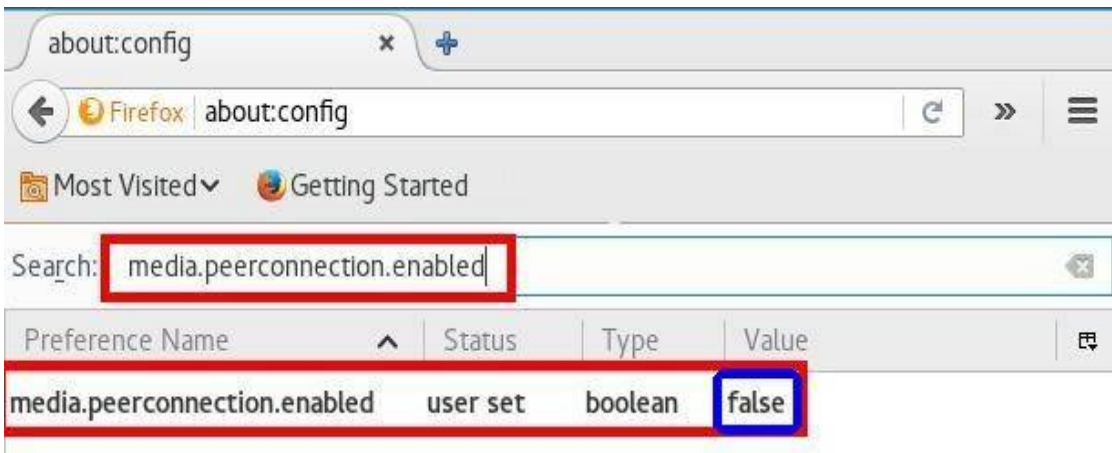 about:config
Firefox about:config
Most Visited Getting Started
Search: media.peerconnection.enabled
Preference Name Status Type Value
media.peerconnection.enabled user set boolean false